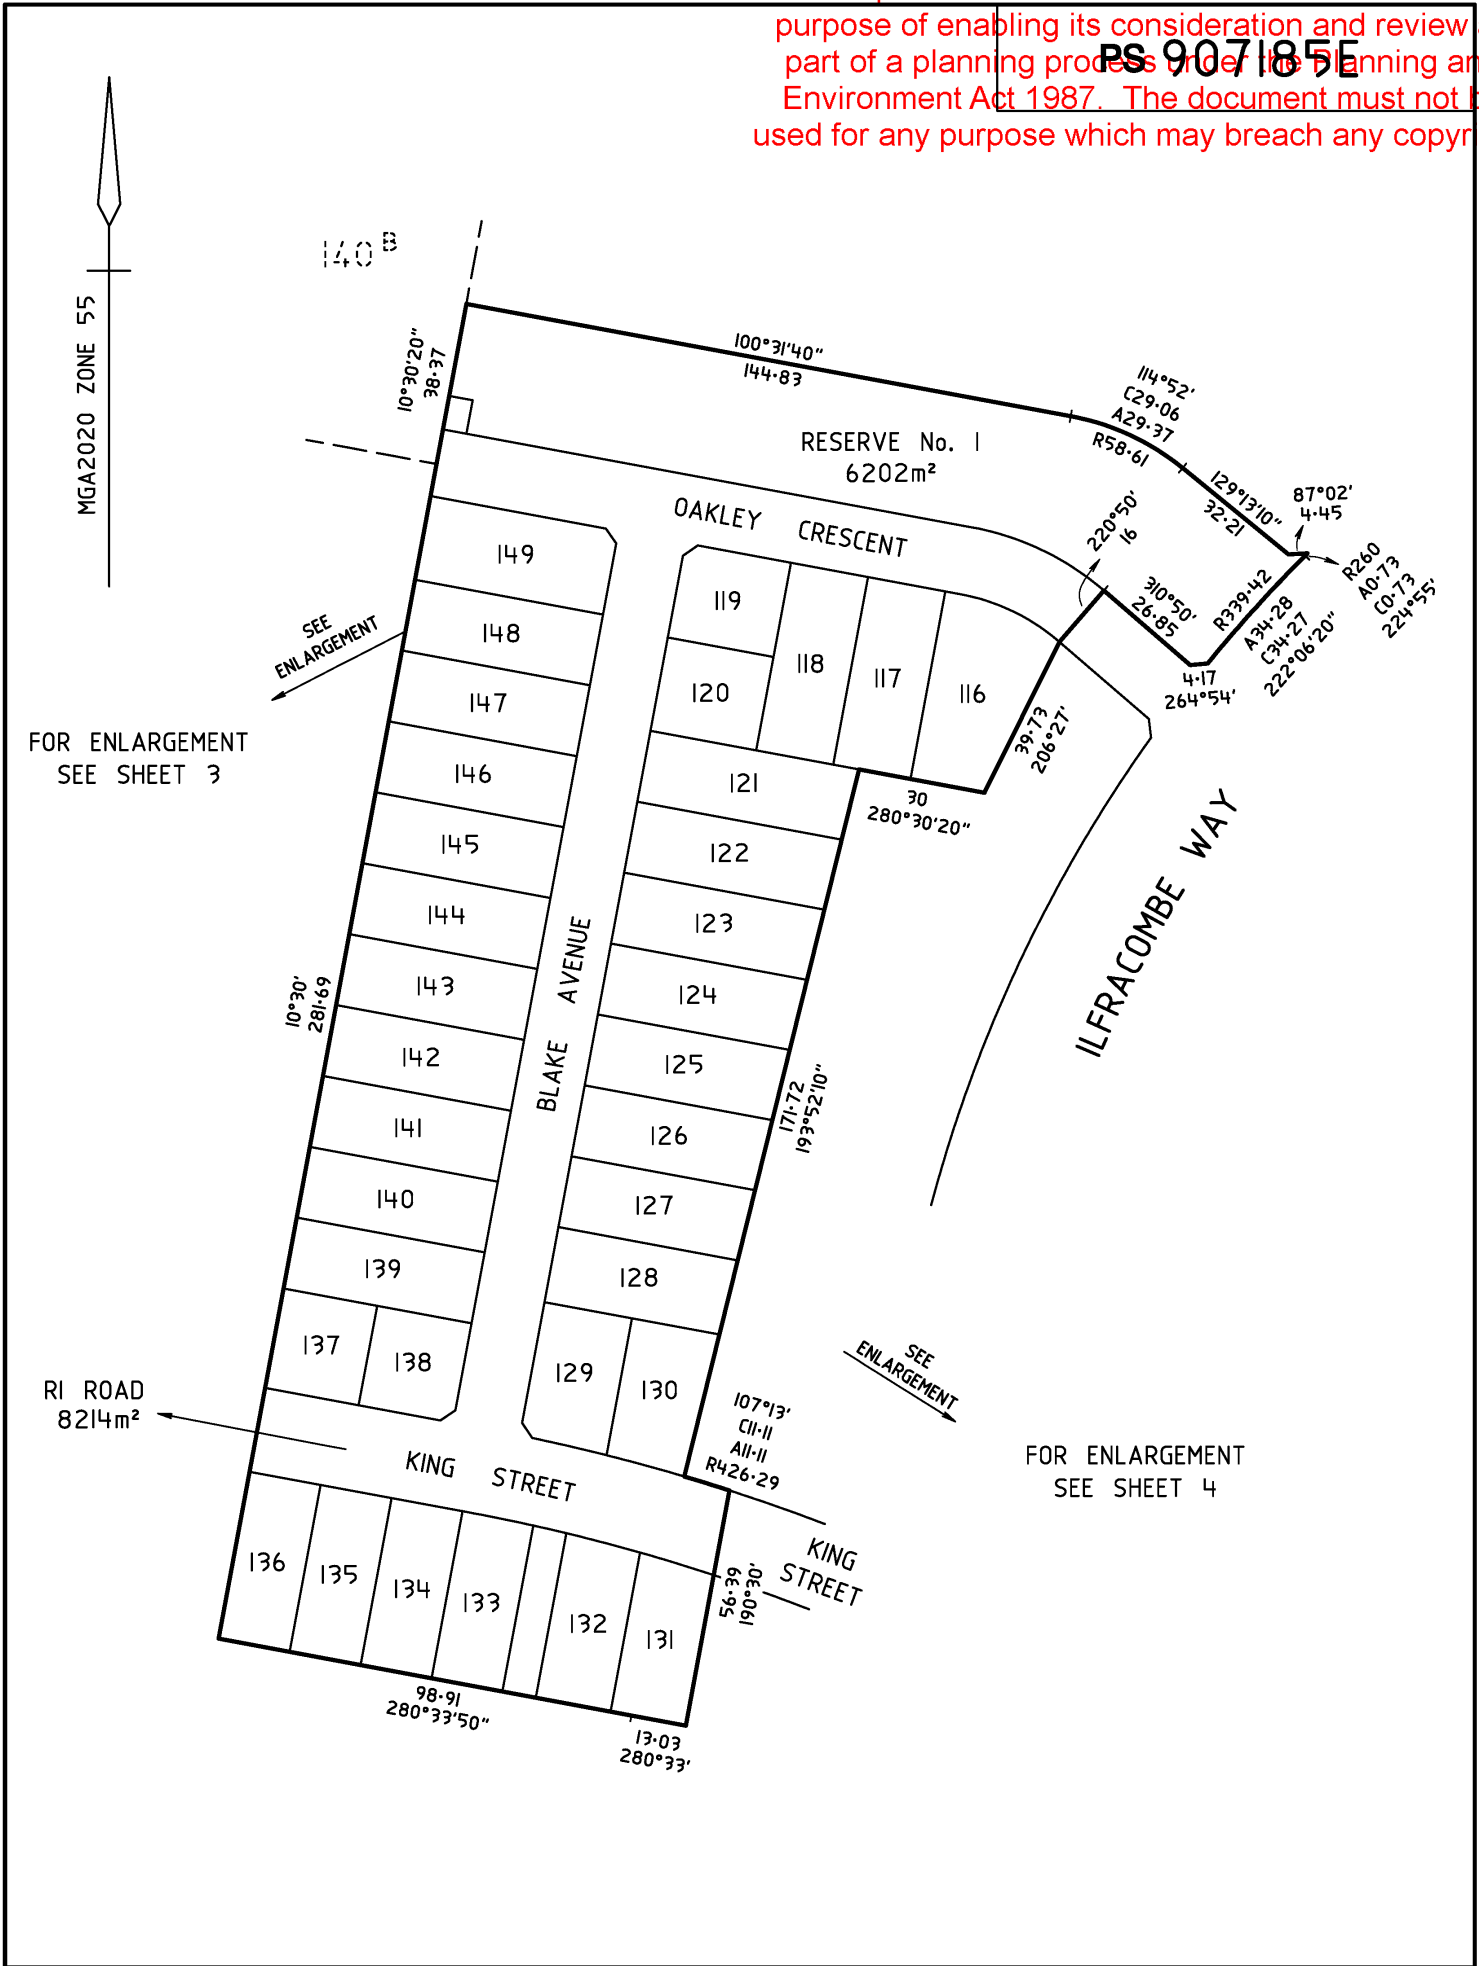 purpose of enabling its consideration and review
part of a planning process under the Planning an
Environment Act 1987. The document must not
used for any purpose which may breach any copyr
PS 907185E
MGA2020 ZONE 55
140 B
10°30'20"
38·37
100°31'40"
144·83
114°52'
C29·06
A29·37
R58·61
129°13'10"
32·21
87°02'
4·45
R260
A0·73
C0·73
224°55'
RESERVE No. 1
6202m²
OAKLEY CRESCENT
220°50'
16
310°50'
26·85
R339·42
A34·28
C34·27
222°06'20"
4·17
264°54'
149
119
148
118
SEE
ENLARGEMENT
120
117
116
147
39·73
206°27'
FOR ENLARGEMENT
SEE SHEET 3
146
121
30
280°30'20"
145
122
ILFRACOMBE WAY
144
123
BLAKE AVENUE
143
124
10°30'
281·69
142
125
171·72
193°52'10"
141
126
140
127
139
128
137
138
129
130
SEE
ENLARGEMENT
R1 ROAD
8214m²
107°13'
C11·11
A11·11
R426·29
FOR ENLARGEMENT
SEE SHEET 4
KING STREET
KING
STREET
136
135
134
133
132
131
56·39
190°30'
98·91
280°33'50"
13·03
280°33'